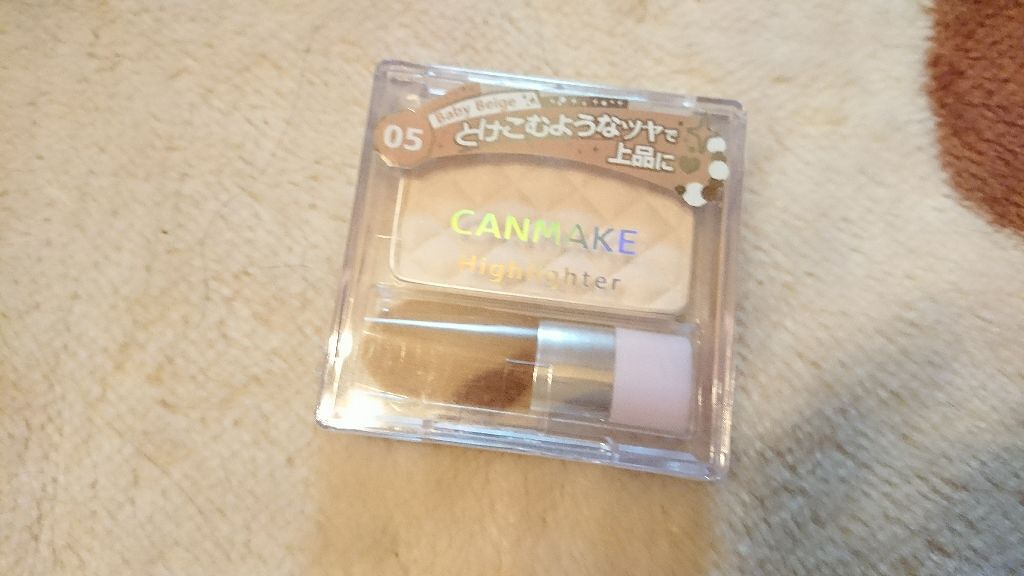 05
Baby Beige
とけこむようなツヤで
上品に
CANMAKE
Highlighter